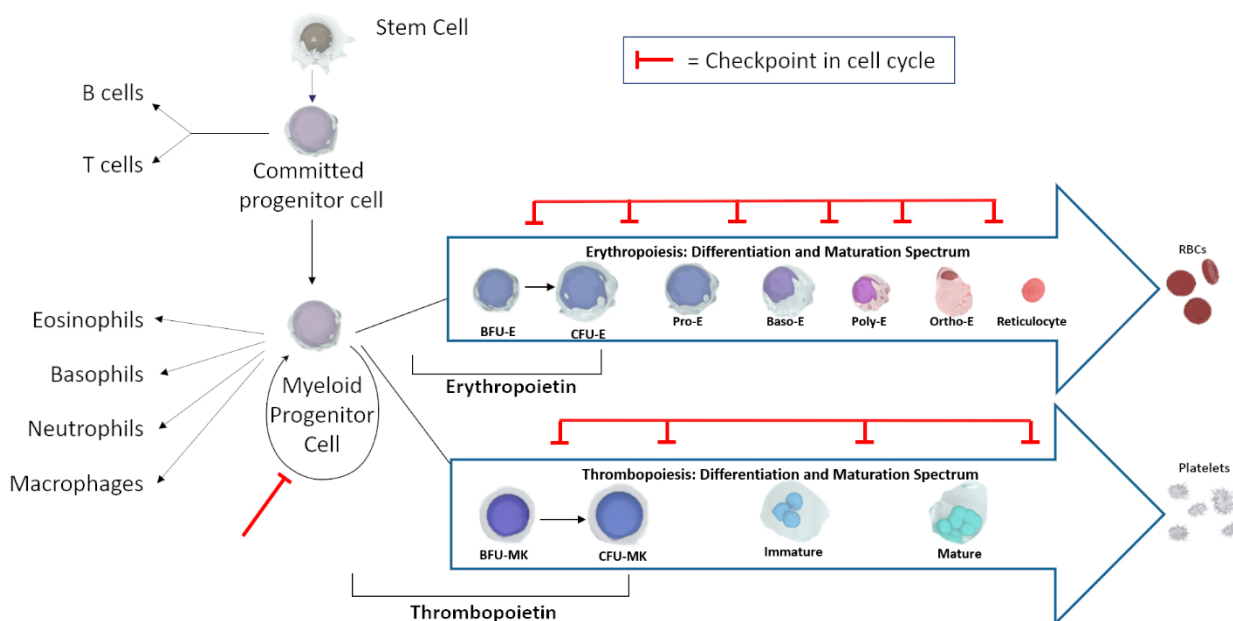 Stem Cell
= Checkpoint in cell cycle
B cells
T cells
Committed
progenitor cell
Erythropoiesis: Differentiation and Maturation Spectrum
BFU-E
CFU-E
Pro-E
Baso-E
Poly-E
Ortho-E
Reticulocyte
RBCs
Erythropoietin
Eosinophils
Basophils
Neutrophils
Macrophages
Myeloid
Progenitor
Cell
Thrombopoiesis: Differentiation and Maturation Spectrum
BFU-MK
CFU-MK
Immature
Mature
Platelets
Thrombopoietin